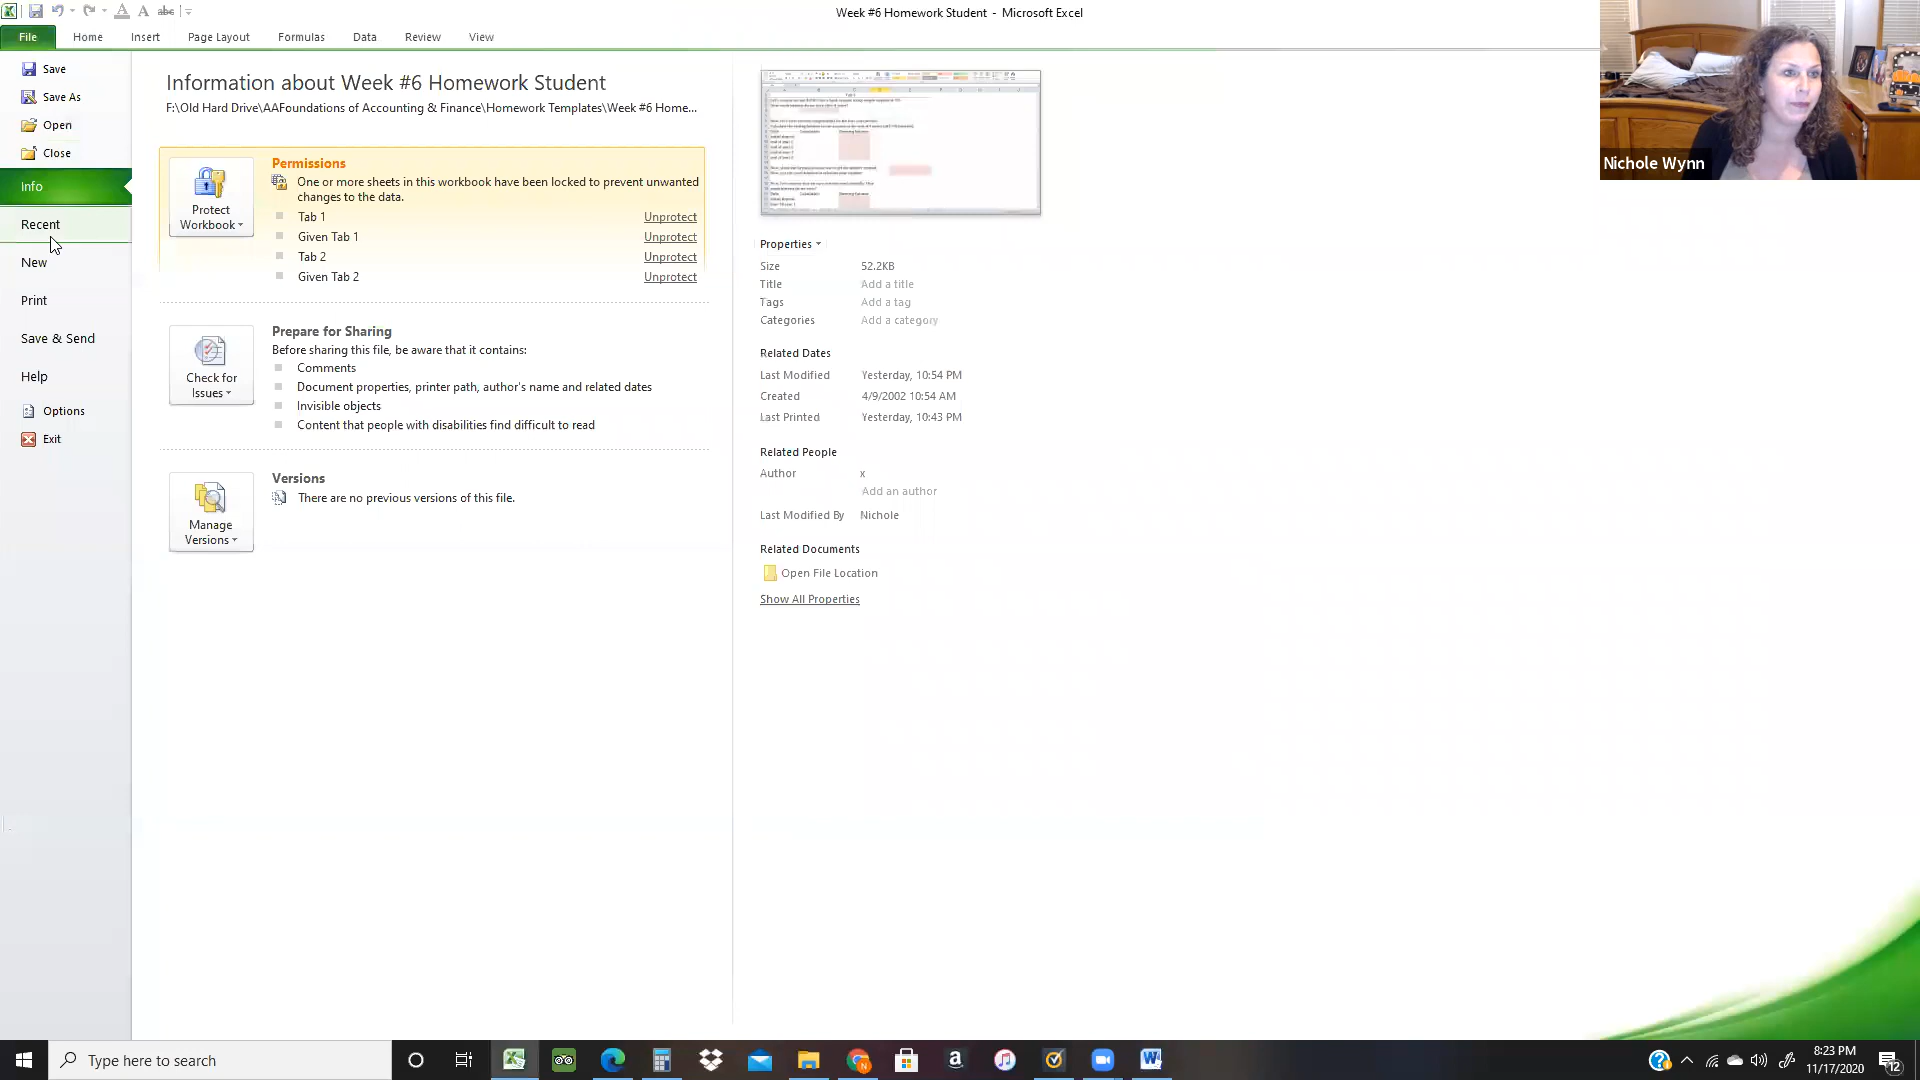 Week #6 Homework Student - Microsoft Excel
File Home Insert Page Layout Formulas Data Review View
Save
Save As
Open
Close
Info
Recent
New
Print
Save & Send
Help
Options
Exit
Information about Week #6 Homework Student
F:\Old Hard Drive\AAFoundations of Accounting & Finance\Homework Templates\Week #6 Home...
Protect
Workbook
Permissions
One or more sheets in this workbook have been locked to prevent unwanted
changes to the data.
Tab 1 Unprotect
Given Tab 1 Unprotect
Tab 2 Unprotect
Given Tab 2 Unprotect
Check for
Issues
Prepare for Sharing
Before sharing this file, be aware that it contains:
Comments
Document properties, printer path, author's name and related dates
Invisible objects
Content that people with disabilities find difficult to read
Manage
Versions
Versions
There are no previous versions of this file.
Properties
Size 52.2KB
Title Add a title
Tags Add a tag
Categories Add a category
Related Dates
Last Modified Yesterday, 10:54 PM
Created 4/9/2002 10:54 AM
Last Printed Yesterday, 10:43 PM
Related People
Author x
Add an author
Last Modified By Nichole
Related Documents
Open File Location
Show All Properties
Nichole Wynn
Type here to search
8:23 PM
11/17/2020
12